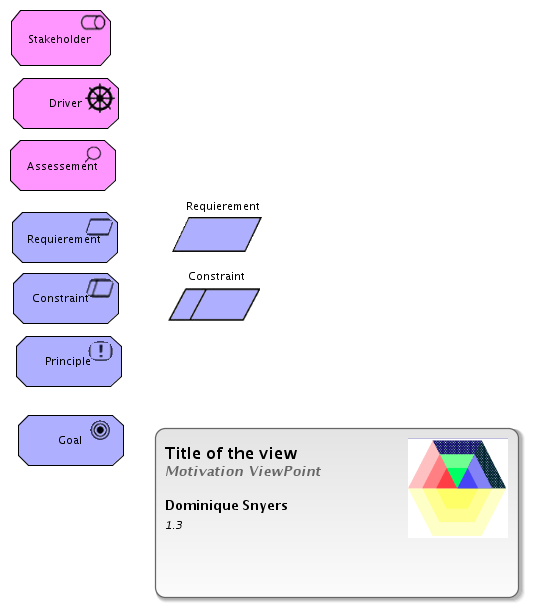 Stakeholder
Driver
Assessement
Requierement
Requierement
Constraint
Constraint
Principle
Goal
Title of the view
Motivation ViewPoint
Dominique Snyers
1.3